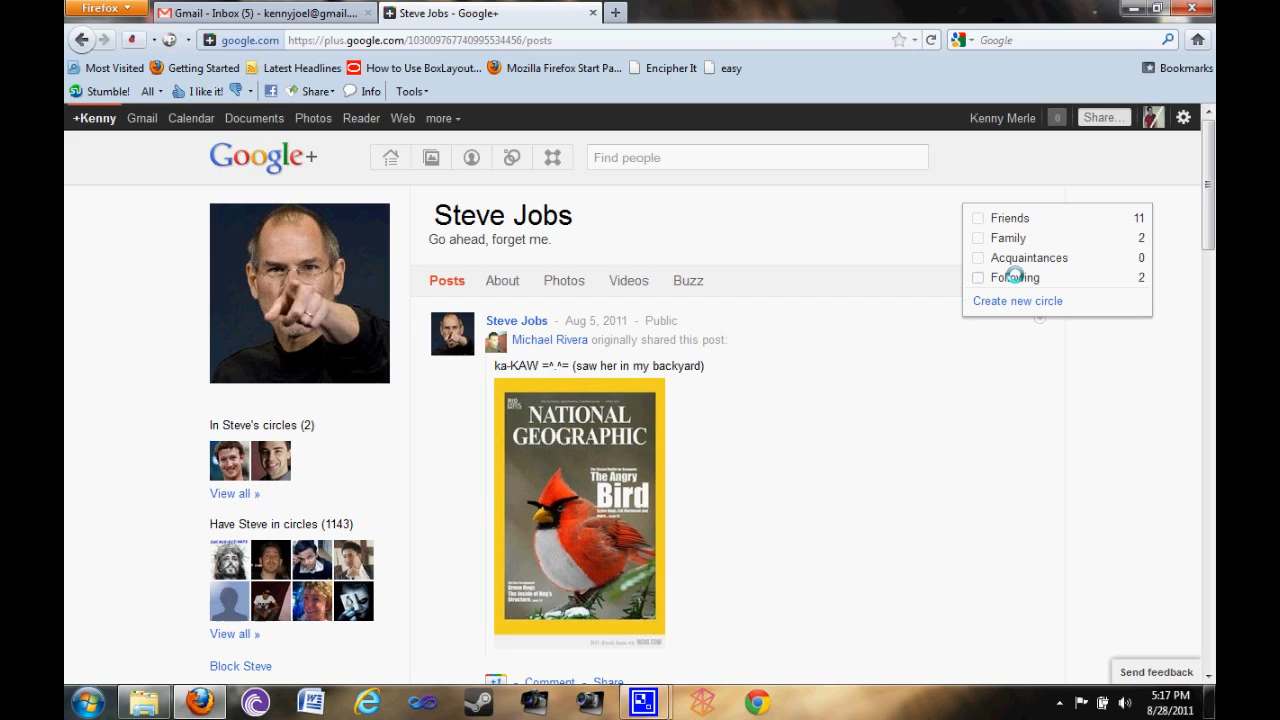 Firefox
Gmail - Inbox (5) - kennyjoel@gmail....
Steve Jobs - Google+
google.com
https://plus.google.com/103009767740995534456/posts
Google
Most Visited
Getting Started
Latest Headlines
How to Use BoxLayout...
Mozilla Firefox Start Pa...
Encipher It
easy
Bookmarks
Stumble!
All
I like it!
Share
Info
Tools
+Kenny
Gmail
Calendar
Documents
Photos
Reader
Web
more
Kenny Merle
0
Share...
Google+
Find people
Steve Jobs
Go ahead, forget me.
Friends 11
Family 2
Acquaintances 0
Following 2
Create new circle
Posts
About
Photos
Videos
Buzz
Steve Jobs - Aug 5, 2011 - Public
Michael Rivera originally shared this post:
ka-KAW =^.^= (saw her in my backyard)
NATIONAL
GEOGRAPHIC
The Angry
Bird
The Inside of Wag's
In Steve's circles (2)
View all »
Have Steve in circles (1143)
View all »
Block Steve
+1
Comment - Share
Send feedback
5:17 PM
8/28/2011